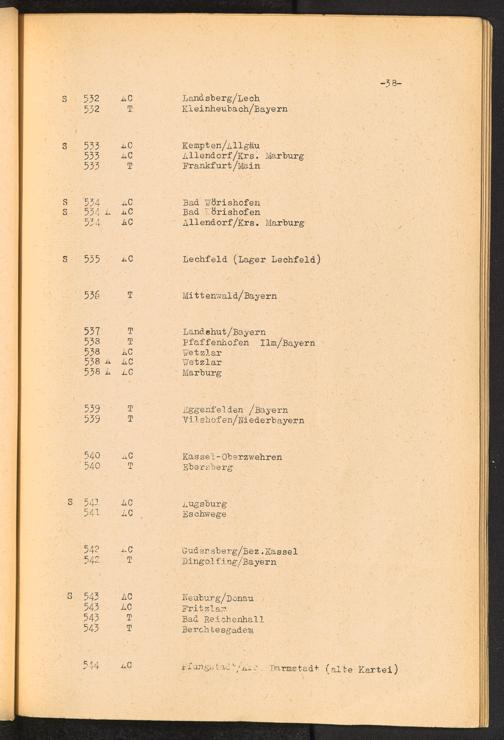 -38-
S 532 AC Landsberg/Lech
532 T Kleinheubach/Bayern
S 533 AC Kempten/Allgäu
533 AC Allendorf/Krs. Marburg
533 T Frankfurt/Main
S 534 AC Bad Wörishofen
S 534 A AC Bad Wörishofen
534 AC Allendorf/Krs. Marburg
S 535 AC Lechfeld (Lager Lechfeld)
536 T Mittenwald/Bayern
537 T Landshut/Bayern
538 T Pfaffenhofen Ilm/Bayern
538 AC Wetzlar
538 A AC Wetzlar
538 A AC Marburg
539 T Eggenfelden /Bayern
539 T Vilshofen/Niederbayern
540 AC Kassel-Oberzwehren
540 T Ebersberg
S 541 AC Augsburg
541 AC Eschwege
542 AC Gudersberg/Bez.Kassel
542 T Dingolfing/Bayern
S 543 AC Neuburg/Donau
543 AC Fritzlar
543 T Bad Reichenhall
543 T Berchtesgadem
544 AC Darmstadt (alte Kartei)